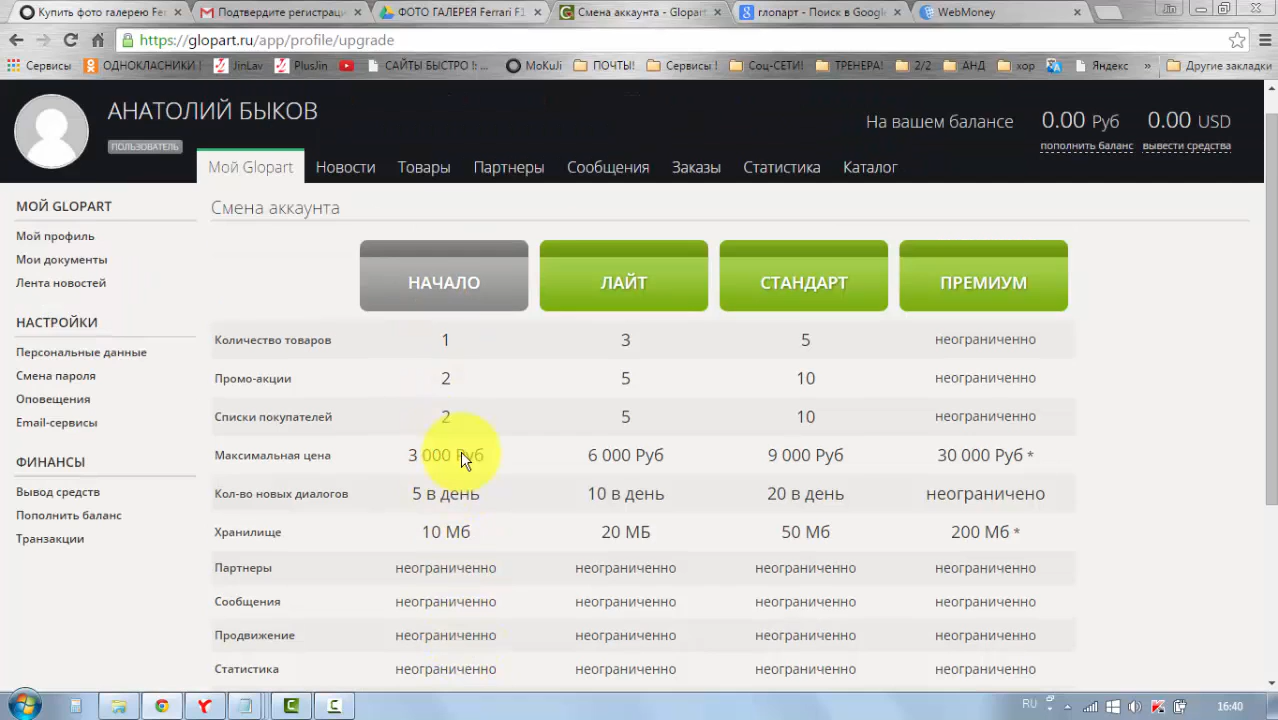 Купить фото галерею Fer
Подтвердите регистраци
ФОТО ГАЛЕРЕЯ Ferrari F1
Смена аккаунта - Glopart
глопарт - Поиск в Google
WebMoney
Jin
https://glopart.ru/app/profile/upgrade
Сервисы
ОДНОКЛАСНИКИ
JinLav
PlusJin
САЙТЫ БЫСТРО !: ...
MoKuJi
ПОЧТЫ!
Сервисы !
Соц-СЕТИ!
ТРЕНЕРА!
2/2
АНД
хор
Яндекс
»
Другие закладки
АНАТОЛИЙ БЫКОВ
ПОЛЬЗОВАТЕЛЬ
На вашем балансе
0.00 Руб
0.00 USD
пополнить баланс
вывести средства
Мой Glopart
Новости
Товары
Партнеры
Сообщения
Заказы
Статистика
Каталог
МОЙ GLOPART
Мой профиль
Мои документы
Лента новостей
НАСТРОЙКИ
Персональные данные
Смена пароля
Оповещения
Email-сервисы
ФИНАНСЫ
Вывод средств
Пополнить баланс
Транзакции
Смена аккаунта
НАЧАЛО ЛАЙТ СТАНДАРТ ПРЕМИУМ
Количество товаров 1 3 5 неограниченно
Промо-акции 2 5 10 неограниченно
Списки покупателей 2 5 10 неограниченно
Максимальная цена 3 000 Руб 6 000 Руб 9 000 Руб 30 000 Руб *
Кол-во новых диалогов 5 в день 10 в день 20 в день неограничено
Хранилище 10 Мб 20 МБ 50 Мб 200 Мб *
Партнеры неограниченно неограниченно неограниченно неограниченно
Сообщения неограниченно неограниченно неограниченно неограниченно
Продвижение неограниченно неограниченно неограниченно неограниченно
Статистика неограниченно неограниченно неограниченно неограниченно
RU
16:40